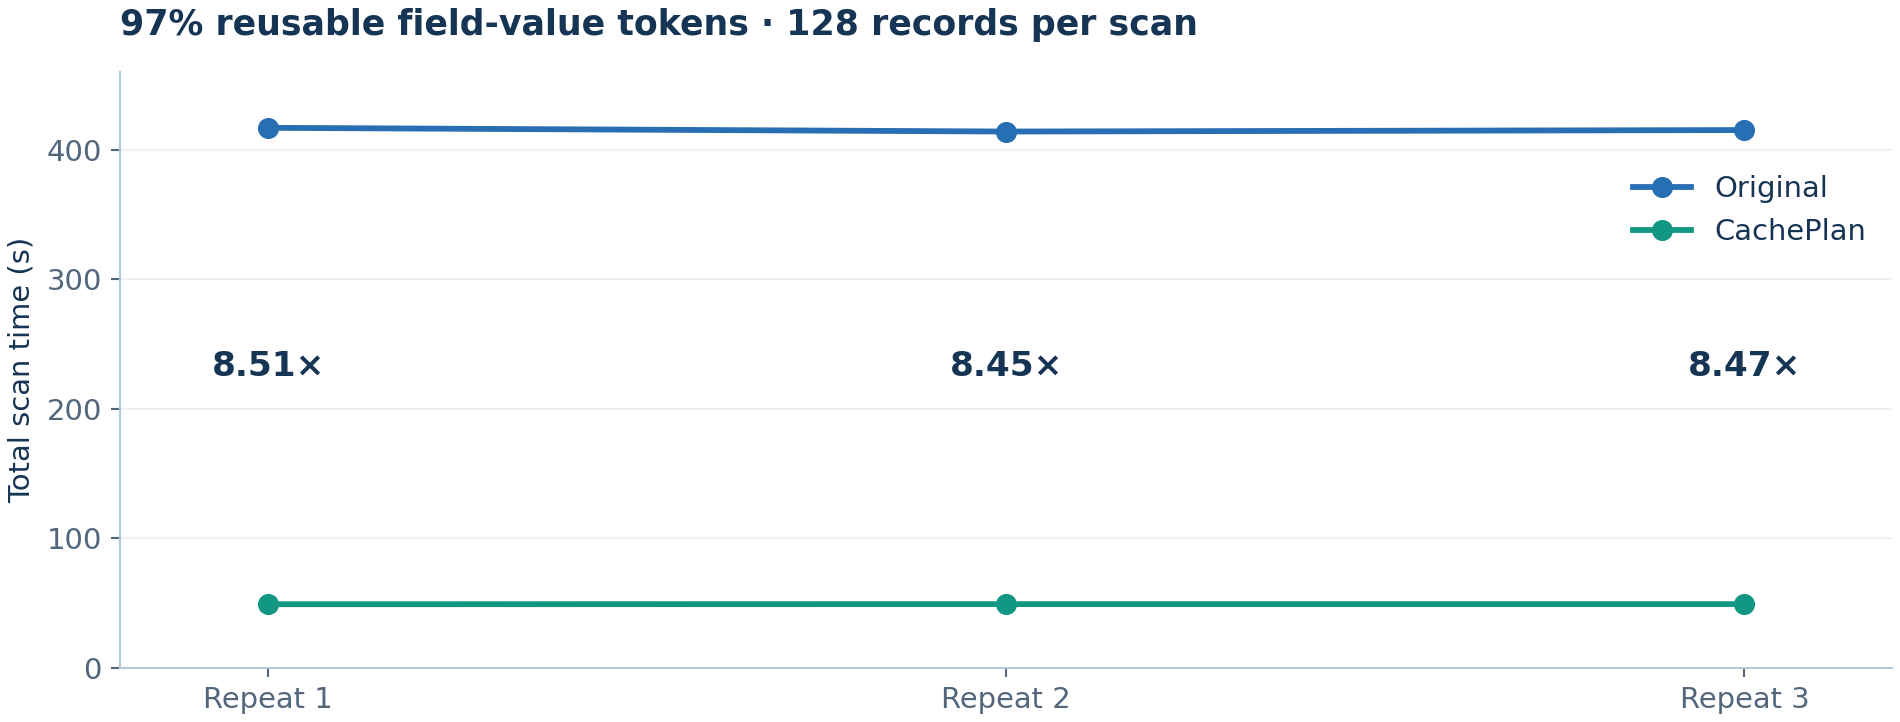 97% reusable field-value tokens · 128 records per scan
Total scan time (s)
400
300
200
100
0
Original
CachePlan
8.51×
8.45×
8.47×
Repeat 1
Repeat 2
Repeat 3